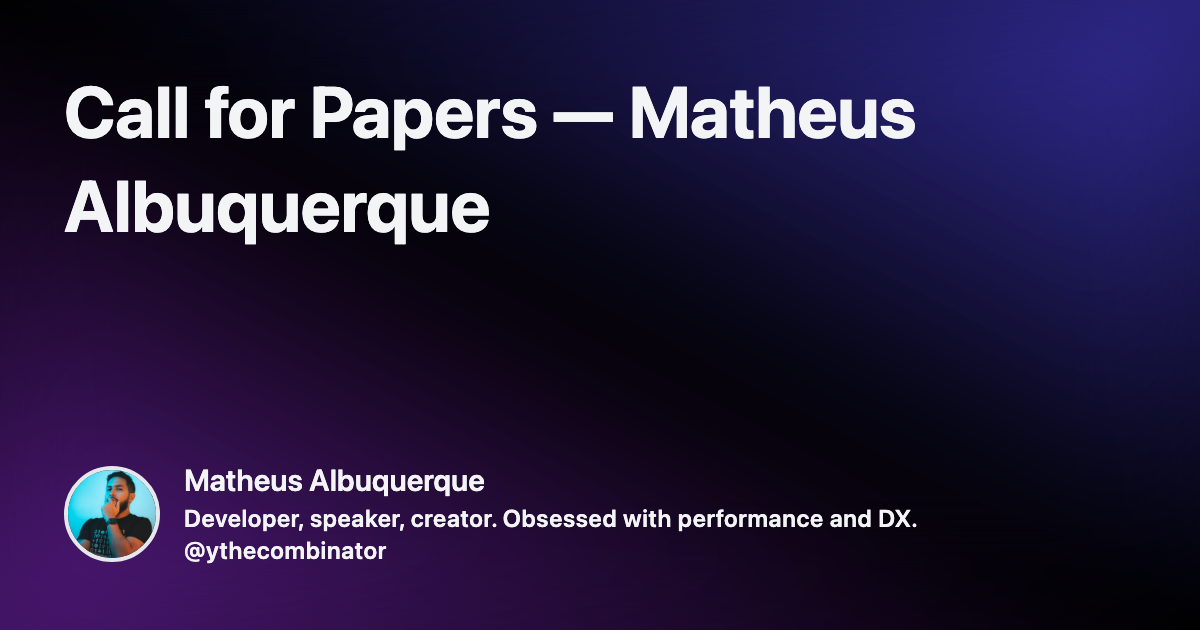 Call for Papers — Matheus
Albuquerque
Matheus Albuquerque
Developer, speaker, creator. Obsessed with performance and DX.
@ythecombinator